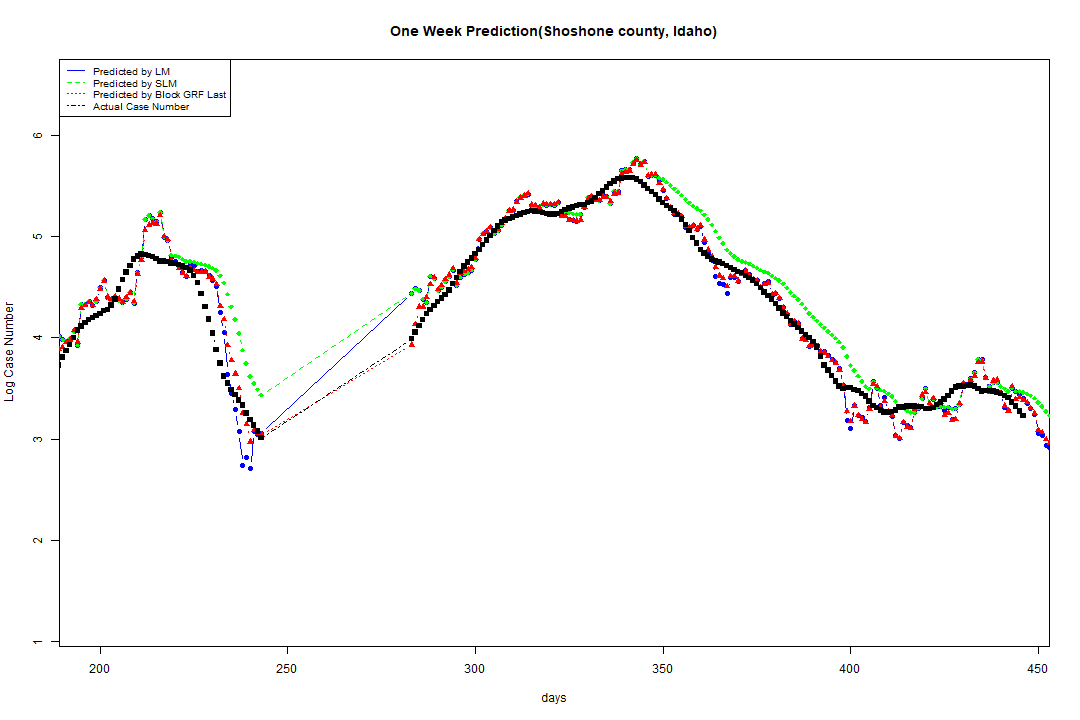 One Week Prediction(Shoshone county, Idaho)
Predicted by LM
Predicted by SLM
Predicted by Block GRF Last
Actual Case Number
Log Case Number
6
5
4
3
2
1
200 250 300 350 400 450
days